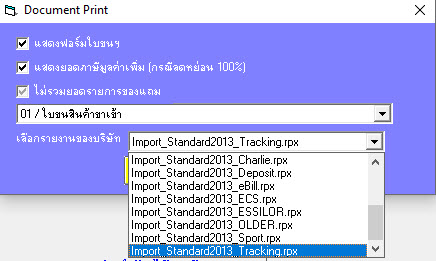 Document Print
แสดงฟอร์มใบขนฯ
แสดงยอดภาษีมูลค่าเพิ่ม (กรณีลดหย่อน 100%)
ไม่รวมยอดรายการของแถม
01 / ใบขนสินค้าขาเข้า
เลือกรายงานของบริษัท
Import_Standard2013_Tracking.rpx
Import_Standard2013_Charlie.rpx
Import_Standard2013_Deposit.rpx
Import_Standard2013_eBill.rpx
Import_Standard2013_ECS.rpx
Import_Standard2013_ESSILOR.rpx
Import_Standard2013_OLDER.rpx
Import_Standard2013_Sport.rpx
Import_Standard2013_Tracking.rpx